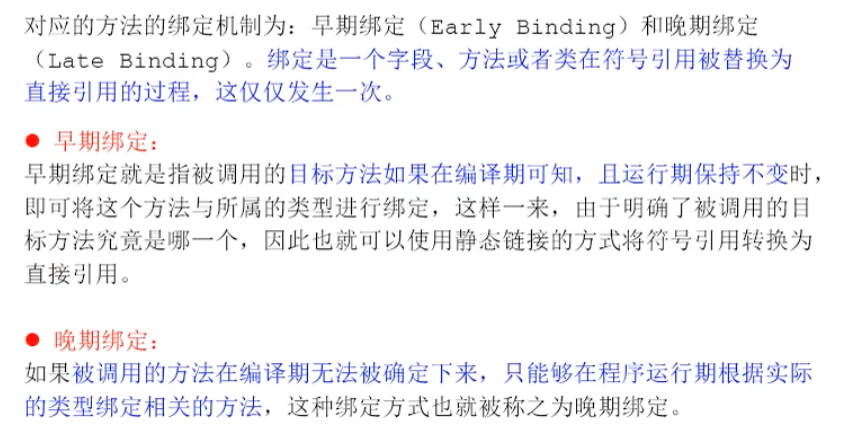 对应的方法的绑定机制为：早期绑定（Early Binding）和晚期绑定
（Late Binding）。绑定是一个字段、方法或者类在符号引用被替换为
直接引用的过程，这仅仅发生一次。
● 早期绑定：
早期绑定就是指被调用的目标方法如果在编译期可知，且运行期保持不变时，
即可将这个方法与所属的类型进行绑定，这样一来，由于明确了被调用的目
标方法究竟是哪一个，因此也就可以使用静态链接的方式将符号引用转换为
直接引用。
● 晚期绑定：
如果被调用的方法在编译期无法被确定下来，只能够在程序运行期根据实际
的类型绑定相关的方法，这种绑定方式也就被称之为晚期绑定。